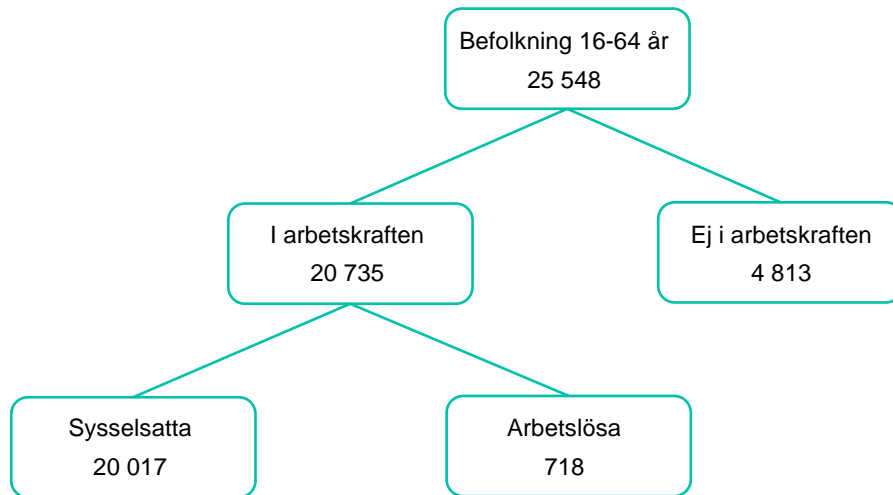 Befolkning 16-64 år
25 548
I arbetskraften
20 735
Ej i arbetskraften
4 813
Sysselsatta
20 017
Arbetslösa
718